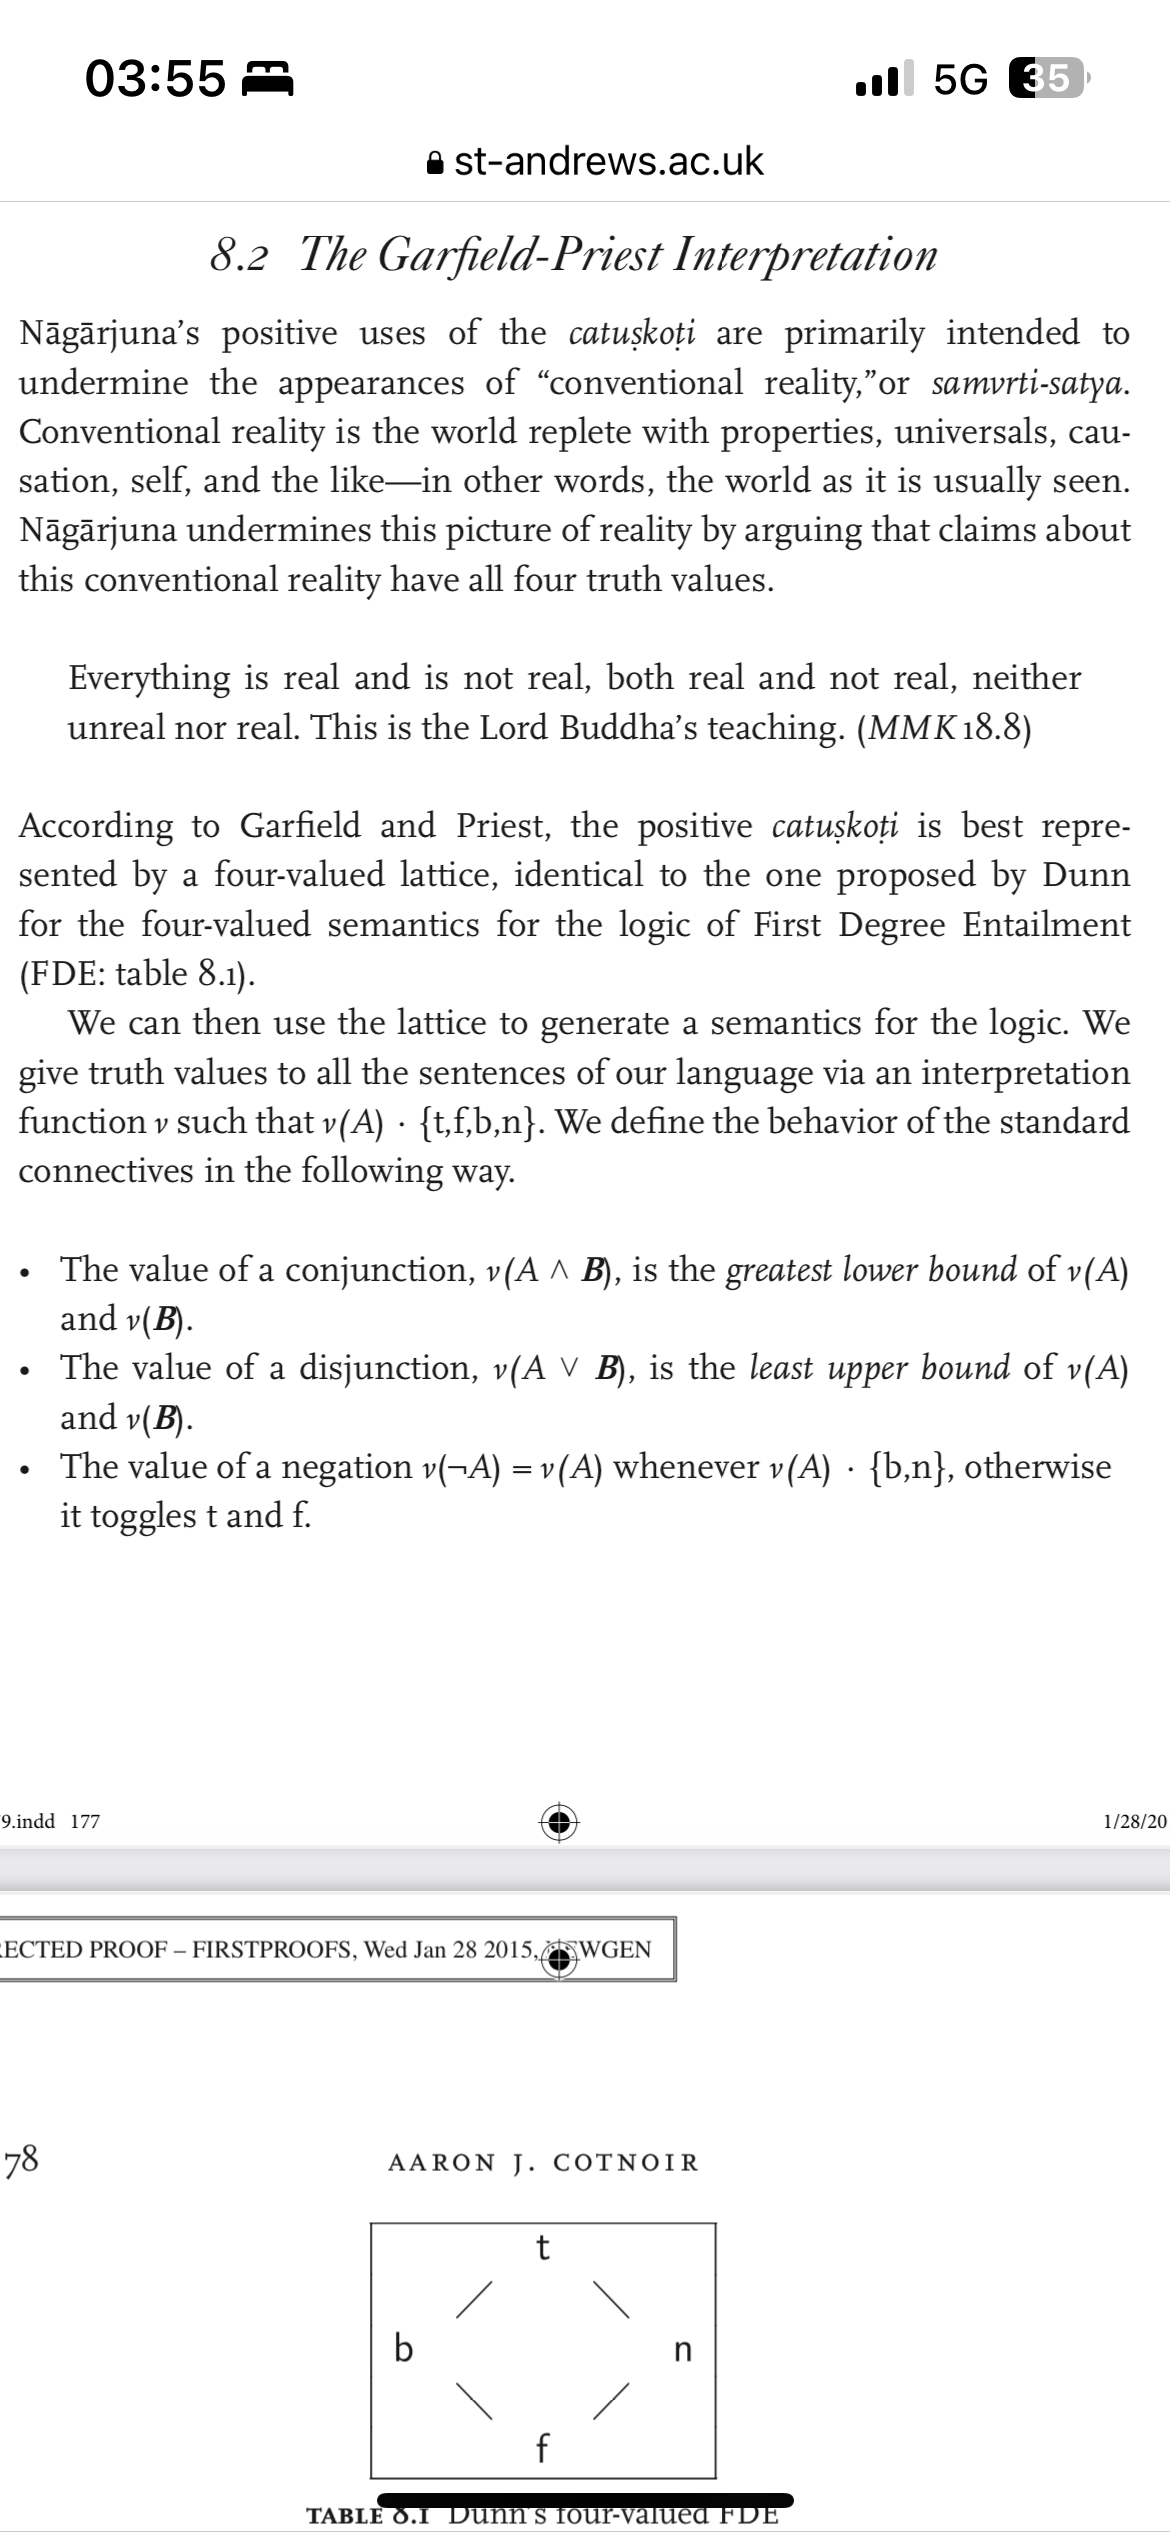 03:55
5G 35
st-andrews.ac.uk
8.2 The Garfield-Priest Interpretation
Nāgārjuna’s positive uses of the catuṣkoṭi are primarily intended to
undermine the appearances of “conventional reality,”or samvrti-satya.
Conventional reality is the world replete with properties, universals, cau-
sation, self, and the like—in other words, the world as it is usually seen.
Nāgārjuna undermines this picture of reality by arguing that claims about
this conventional reality have all four truth values.
Everything is real and is not real, both real and not real, neither
unreal nor real. This is the Lord Buddha’s teaching. (MMK 18.8)
According to Garfield and Priest, the positive catuṣkoṭi is best repre-
sented by a four-valued lattice, identical to the one proposed by Dunn
for the four-valued semantics for the logic of First Degree Entailment
(FDE: table 8.1).
We can then use the lattice to generate a semantics for the logic. We
give truth values to all the sentences of our language via an interpretation
function v such that v(A) · {t,f,b,n}. We define the behavior of the standard
connectives in the following way.
• The value of a conjunction, v(A ∧ B), is the greatest lower bound of v(A)
and v(B).
• The value of a disjunction, v(A ∨ B), is the least upper bound of v(A)
and v(B).
• The value of a negation v(¬A) = v(A) whenever v(A) · {b,n}, otherwise
it toggles t and f.
9.indd 177
1/28/20
RECTED PROOF – FIRSTPROOFS, Wed Jan 28 2015, WGEN
78
AARON J. COTNOIR
t
b n
f
TABLE 8.1 Dunn’s four-valued FDE